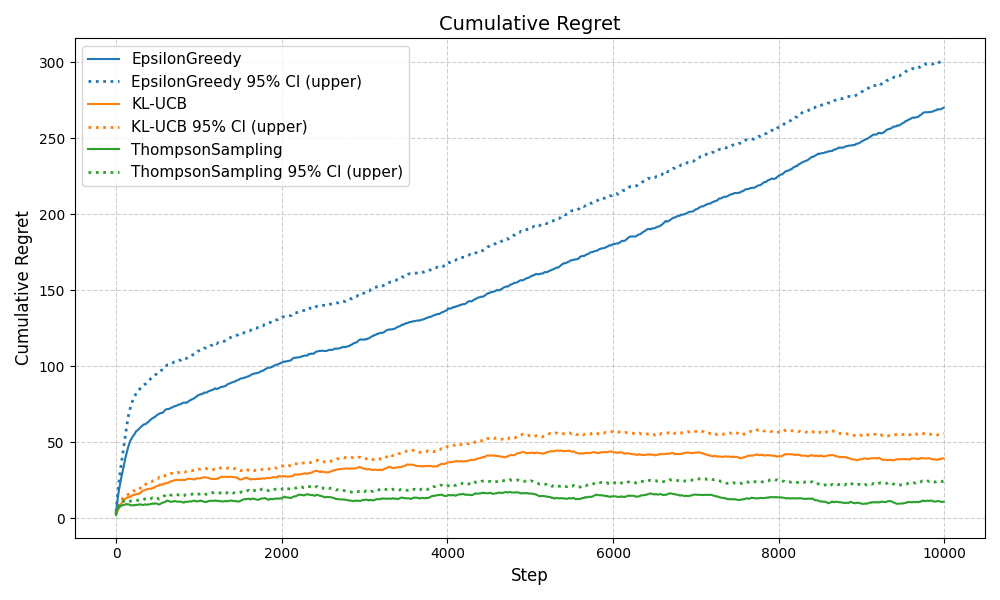 Cumulative Regret
EpsilonGreedy
EpsilonGreedy 95% CI (upper)
KL-UCB
KL-UCB 95% CI (upper)
ThompsonSampling
ThompsonSampling 95% CI (upper)
Cumulative Regret
300
250
200
150
100
50
0
0 2000 4000 6000 8000 10000
Step